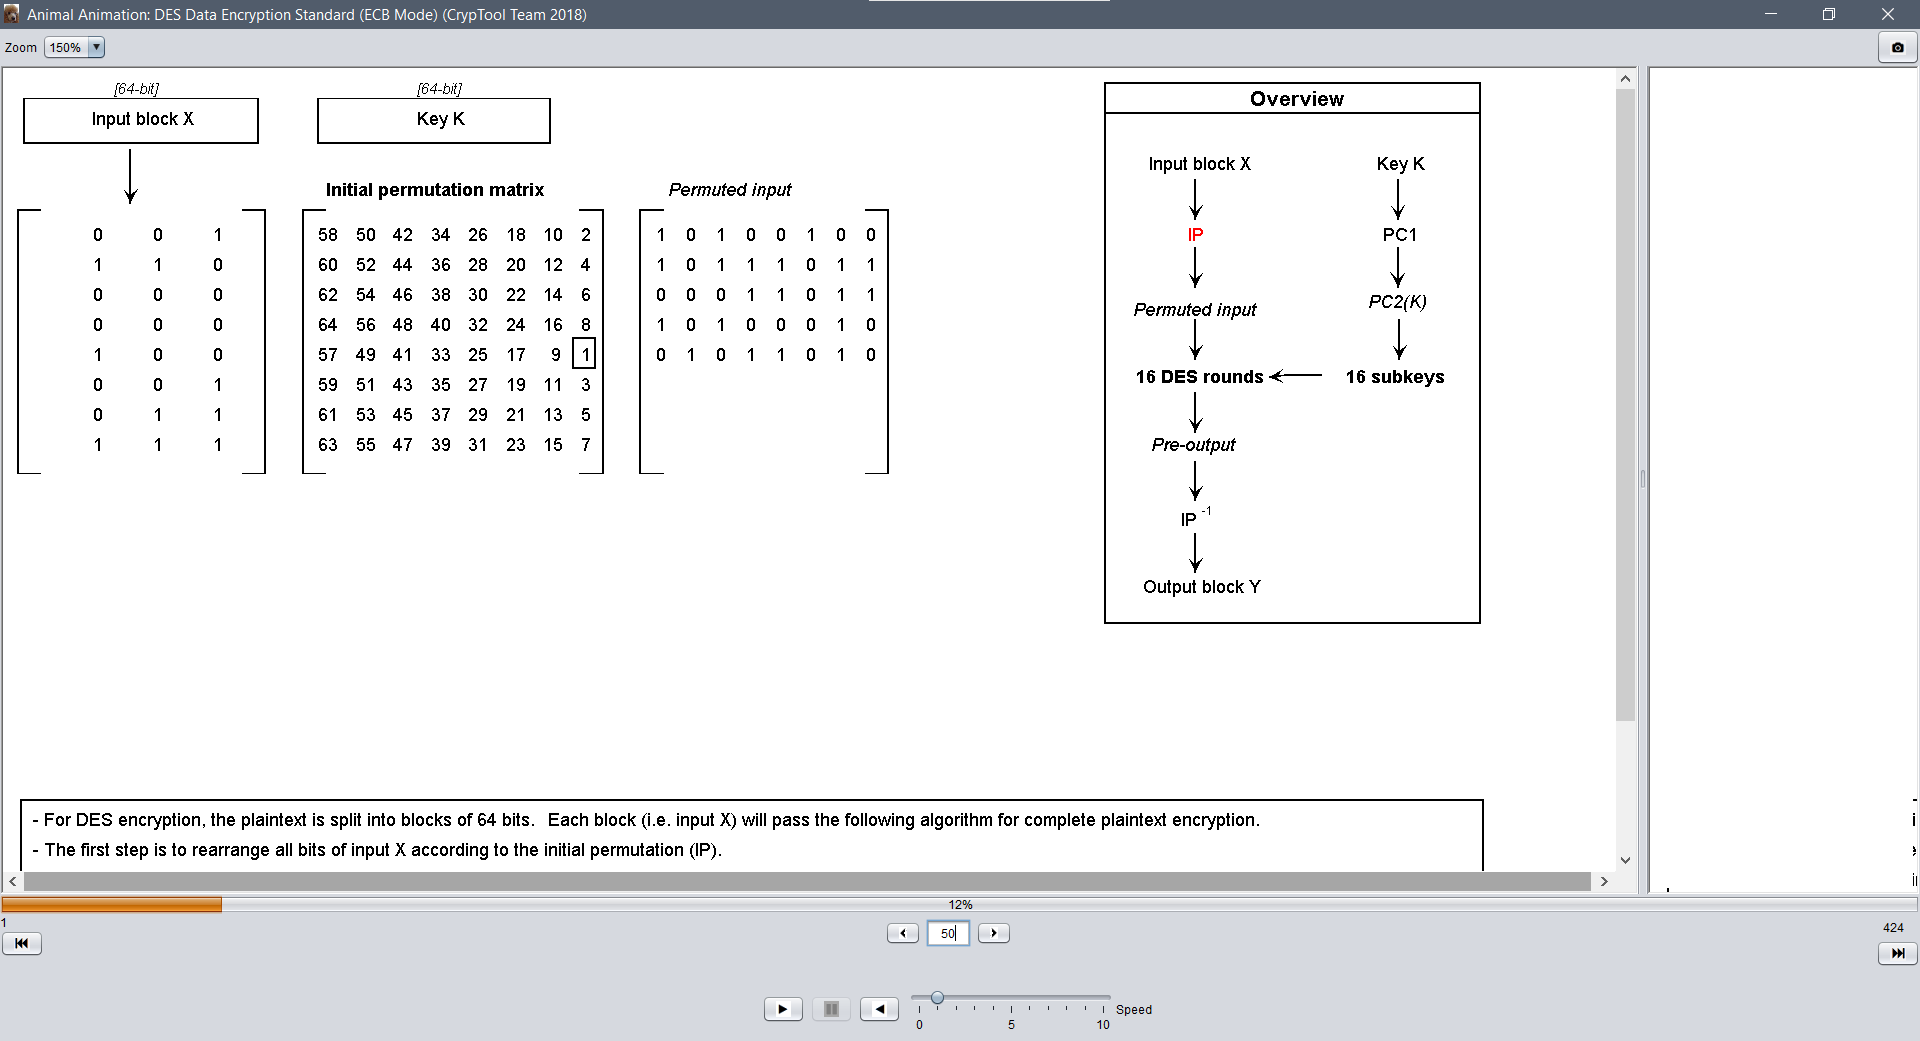 Animal Animation: DES Data Encryption Standard (ECB Mode) (CrypTool Team 2018)
Zoom 150%
[64-bit]
Input block X
[64-bit]
Key K
Initial permutation matrix
Permuted input
0 0 1
1 1 0
0 0 0
0 0 0
1 0 0
0 0 1
0 1 1
1 1 1
58 50 42 34 26 18 10 2
60 52 44 36 28 20 12 4
62 54 46 38 30 22 14 6
64 56 48 40 32 24 16 8
57 49 41 33 25 17 9 1
59 51 43 35 27 19 11 3
61 53 45 37 29 21 13 5
63 55 47 39 31 23 15 7
1 0 1 0 0 1 0 0
1 0 1 1 1 0 1 1
0 0 0 1 1 0 1 1
1 0 1 0 0 0 1 0
0 1 0 1 1 0 1 0
Overview
Input block X
Key K
IP
PC1
Permuted input
PC2(K)
16 DES rounds
16 subkeys
Pre-output
IP -1
Output block Y
- For DES encryption, the plaintext is split into blocks of 64 bits. Each block (i.e. input X) will pass the following algorithm for complete plaintext encryption.
- The first step is to rearrange all bits of input X according to the initial permutation (IP).
12%
1
50
424
0 5 10
Speed